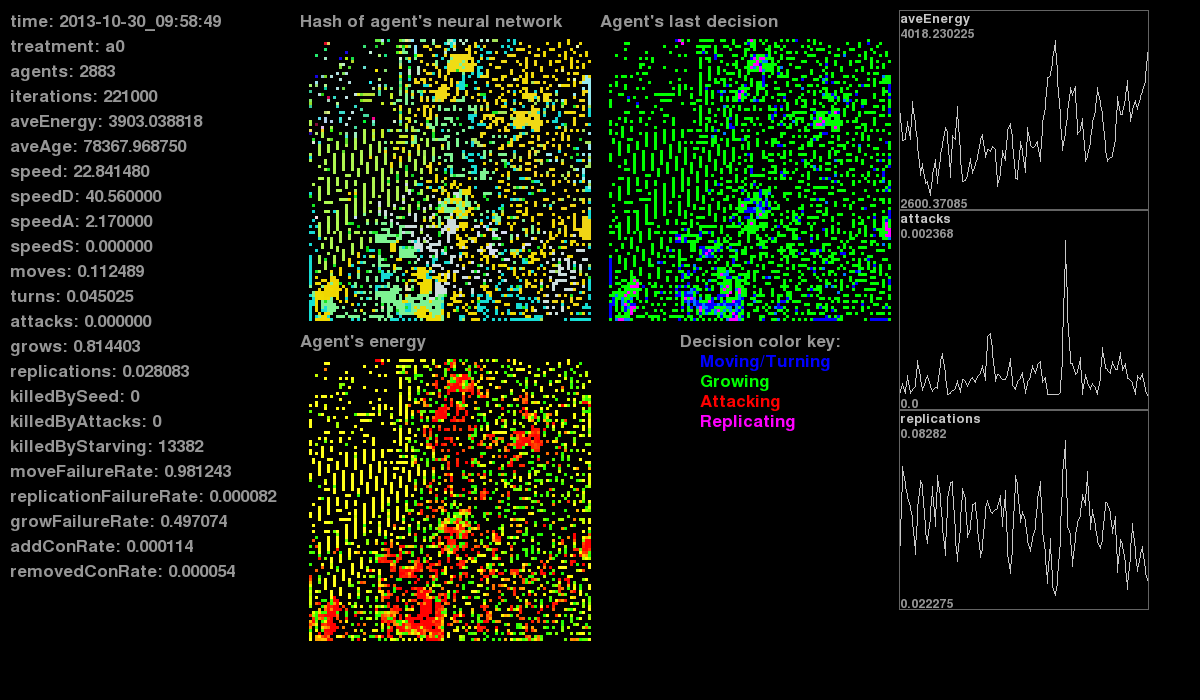 time: 2013-10-30_09:58:49
treatment: a0
agents: 2883
iterations: 221000
aveEnergy: 3903.038818
aveAge: 78367.968750
speed: 22.841480
speedD: 40.560000
speedA: 2.170000
speedS: 0.000000
moves: 0.112489
turns: 0.045025
attacks: 0.000000
grows: 0.814403
replications: 0.028083
killedBySeed: 0
killedByAttacks: 0
killedByStarving: 13382
moveFailureRate: 0.981243
replicationFailureRate: 0.000082
growFailureRate: 0.497074
addConRate: 0.000114
removedConRate: 0.000054
Hash of agent's neural network
Agent's last decision
Agent's energy
Decision color key:
Moving/Turning
Growing
Attacking
Replicating
aveEnergy
4018.230225
2600.37085
attacks
0.002368
0.0
replications
0.08282
0.022275